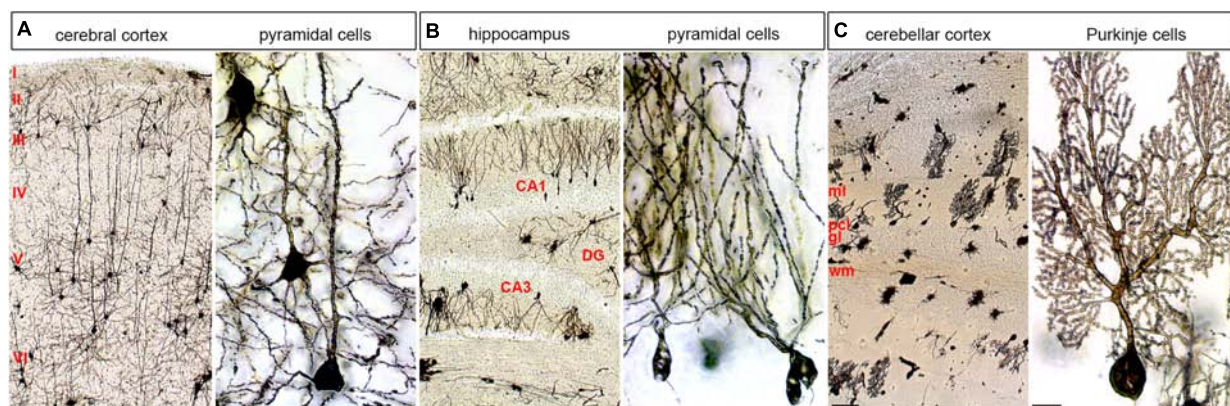 A
cerebral cortex
pyramidal cells
I
II
III
IV
V
VI
B
hippocampus
pyramidal cells
CA1
DG
CA3
C
cerebellar cortex
Purkinje cells
ml
pcl
gl
wm